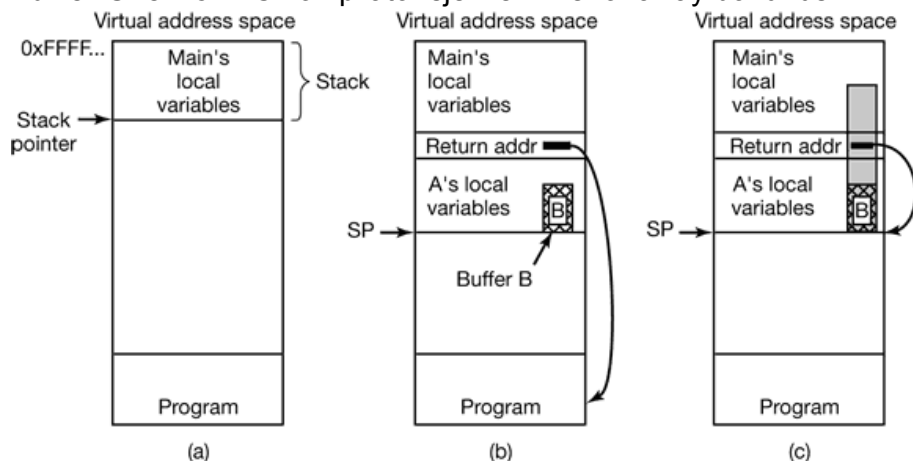 Virtual address space
0xFFFF...
Main's
local
variables
Stack
Stack
pointer
Program
(a)
Virtual address space
Main's
local
variables
Return addr
A's local
variables
B
SP
Buffer B
Program
(b)
Virtual address space
Main's
local
variables
Return addr
A's local
variables
B
SP
Program
(c)